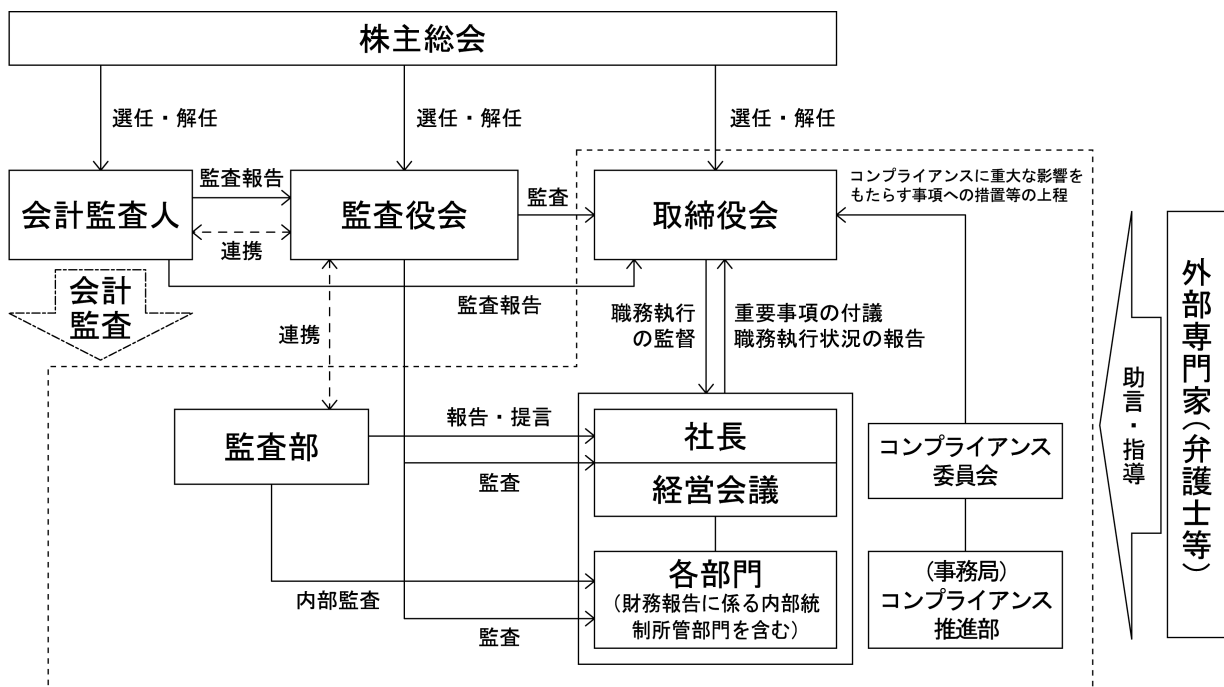 株主総会
選任・解任
選任・解任
選任・解任
会計監査人
監査報告
連携
監査役会
監査
取締役会
コンプライアンスに重大な影響を
もたらす事項への措置等の上程
会計
監査
監査報告
連携
職務執行
の監督
重要事項の付議
職務執行状況の報告
監査部
報告・提言
監査
社長
経営会議
コンプライアンス
委員会
内部監査
監査
各部門
(財務報告に係る内部統
制所管部門を含む)
(事務局)
コンプライアンス
推進部
助言・指導
外部専門家(弁護士等)